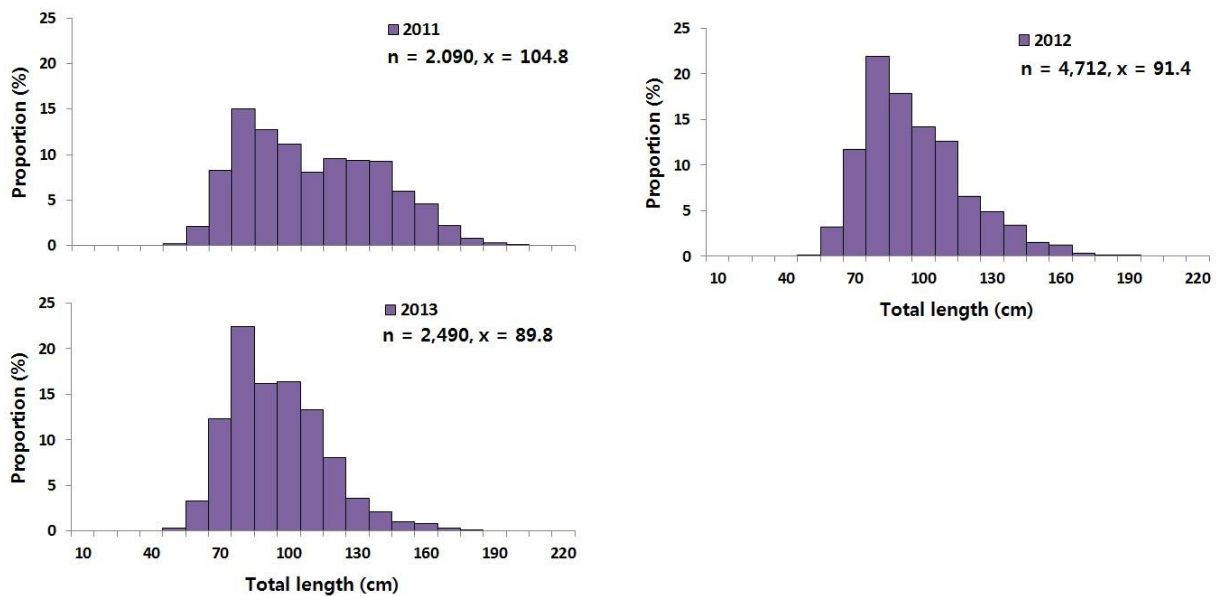 25
20
15
10
5
0
Proportion (%)
2011
n = 2.090, x = 104.8
25
20
15
10
5
0
Proportion (%)
2012
n = 4,712, x = 91.4
10 40 70 100 130 160 190 220
Total length (cm)
25
20
15
10
5
0
Proportion (%)
2013
n = 2,490, x = 89.8
10 40 70 100 130 160 190 220
Total length (cm)